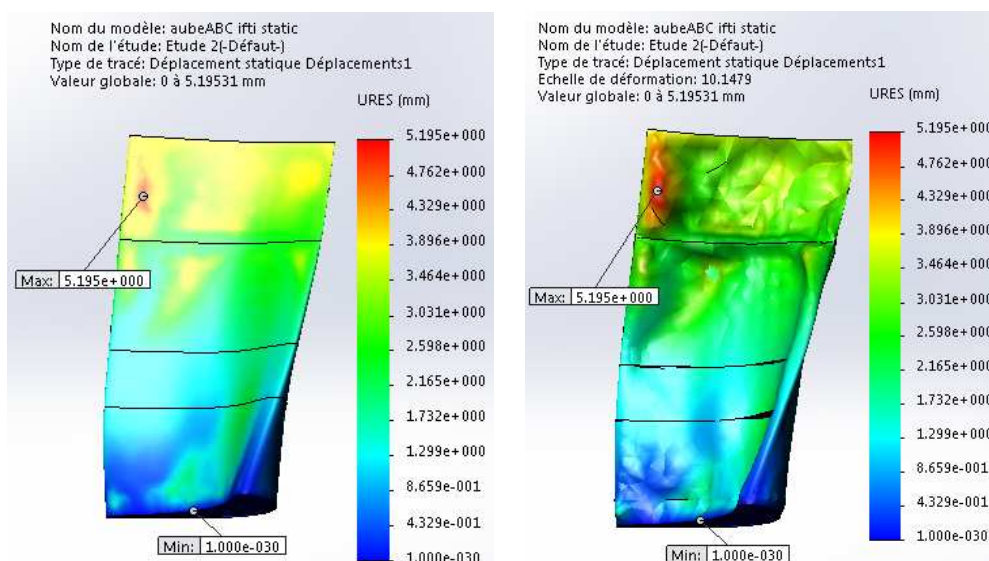 Nom du modèle: aubeABC ifti static
Nom de l'étude: Etude 2(-Défaut-)
Type de tracé: Déplacement statique Déplacements1
Valeur globale: 0 à 5.19531 mm
URES (mm)
5.195e+000
4.762e+000
4.329e+000
3.896e+000
3.464e+000
3.031e+000
2.598e+000
2.165e+000
1.732e+000
1.299e+000
8.659e-001
4.329e-001
1.000e-030
Max: 5.195e+000
Min: 1.000e-030
Nom du modèle: aubeABC ifti static
Nom de l'étude: Etude 2(-Défaut-)
Type de tracé: Déplacement statique Déplacements1
Echelle de déformation: 10.1479
Valeur globale: 0 à 5.19531 mm
URES (mm)
5.195e+000
4.762e+000
4.329e+000
3.896e+000
3.464e+000
3.031e+000
2.598e+000
2.165e+000
1.732e+000
1.299e+000
8.659e-001
4.329e-001
1.000e-030
Max: 5.195e+000
Min: 1.000e-030